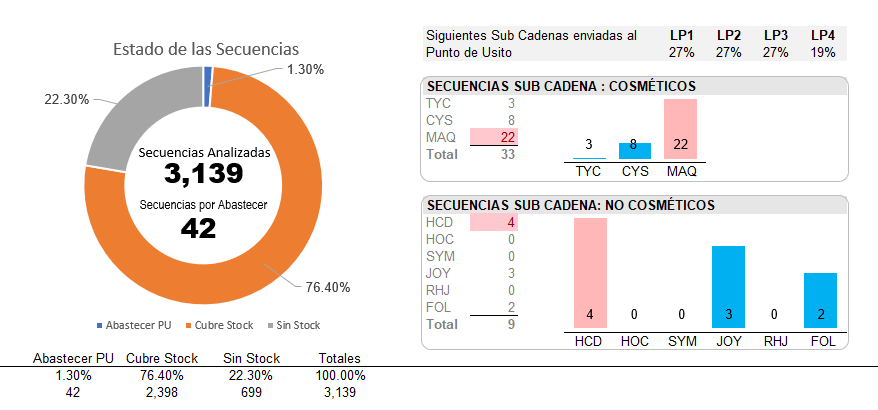 Estado de las Secuencias
1.30%
22.30%
Secuencias Analizadas
3,139
Secuencias por Abastecer
42
76.40%
Abastecer PU Cubre Stock Sin Stock
Abastecer PU Cubre Stock Sin Stock Totales
1.30% 76.40% 22.30% 100.00%
42 2,398 699 3,139
Siguientes Sub Cadenas enviadas al LP1 LP2 LP3 LP4
Punto de Usito 27% 27% 27% 19%
SECUENCIAS SUB CADENA : COSMÉTICOS
TYC 3
CYS 8
MAQ 22
Total 33
3 8 22
TYC CYS MAQ
SECUENCIAS SUB CADENA: NO COSMÉTICOS
HCD 4
HOC 0
SYM 0
JOY 3
RHJ 0
FOL 2
Total 9
4 0 0 3 0 2
HCD HOC SYM JOY RHJ FOL